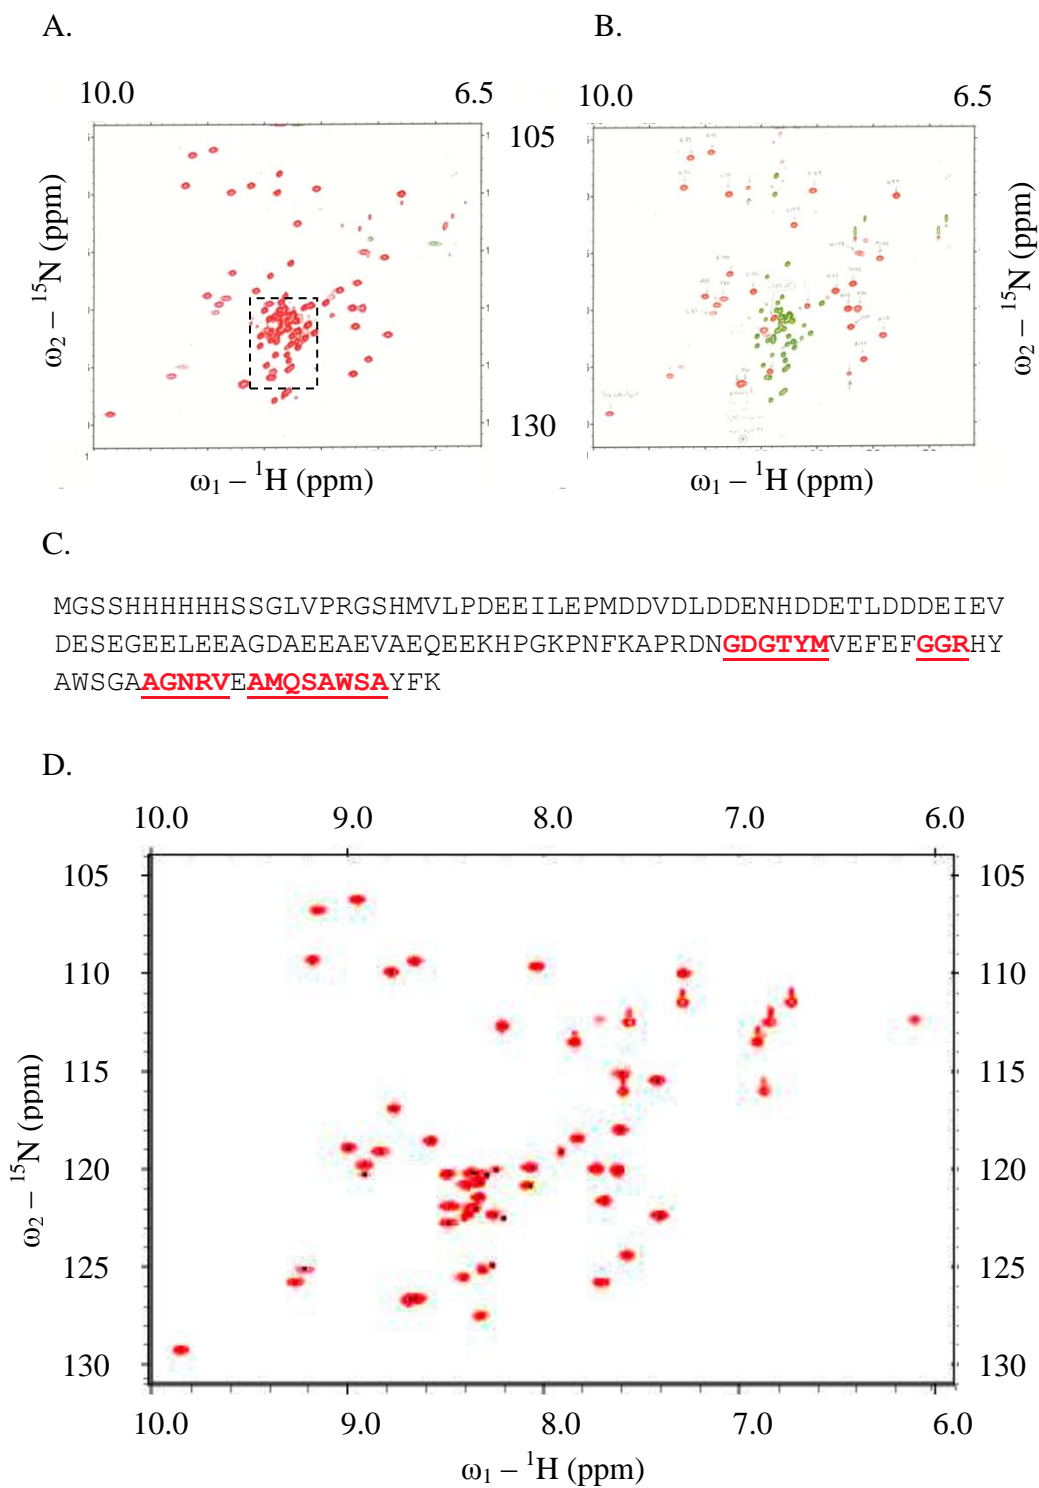 A. B.
10.0 6.5 10.0 6.5
105
130
ω2 – 15N (ppm)
ω2 – 15N (ppm)
ω1 – 1H (ppm) ω1 – 1H (ppm)
C.
MGSSHHHHHHSSGLVPRGSHMVLPDEEILEPMDDVDLDDENHDDETLDDDEIEV
DESEGEELEEAGDAEEAEVAEQEEKHPGKPNFKAPRDNGDGTYMVEFEFGGRHY
AWSGAAGNRVEAMQSAWSAYFK
D.
10.0 9.0 8.0 7.0 6.0
105 105
110 110
115 115
120 120
125 125
130 130
ω2 – 15N (ppm)
10.0 9.0 8.0 7.0 6.0
ω1 – 1H (ppm)